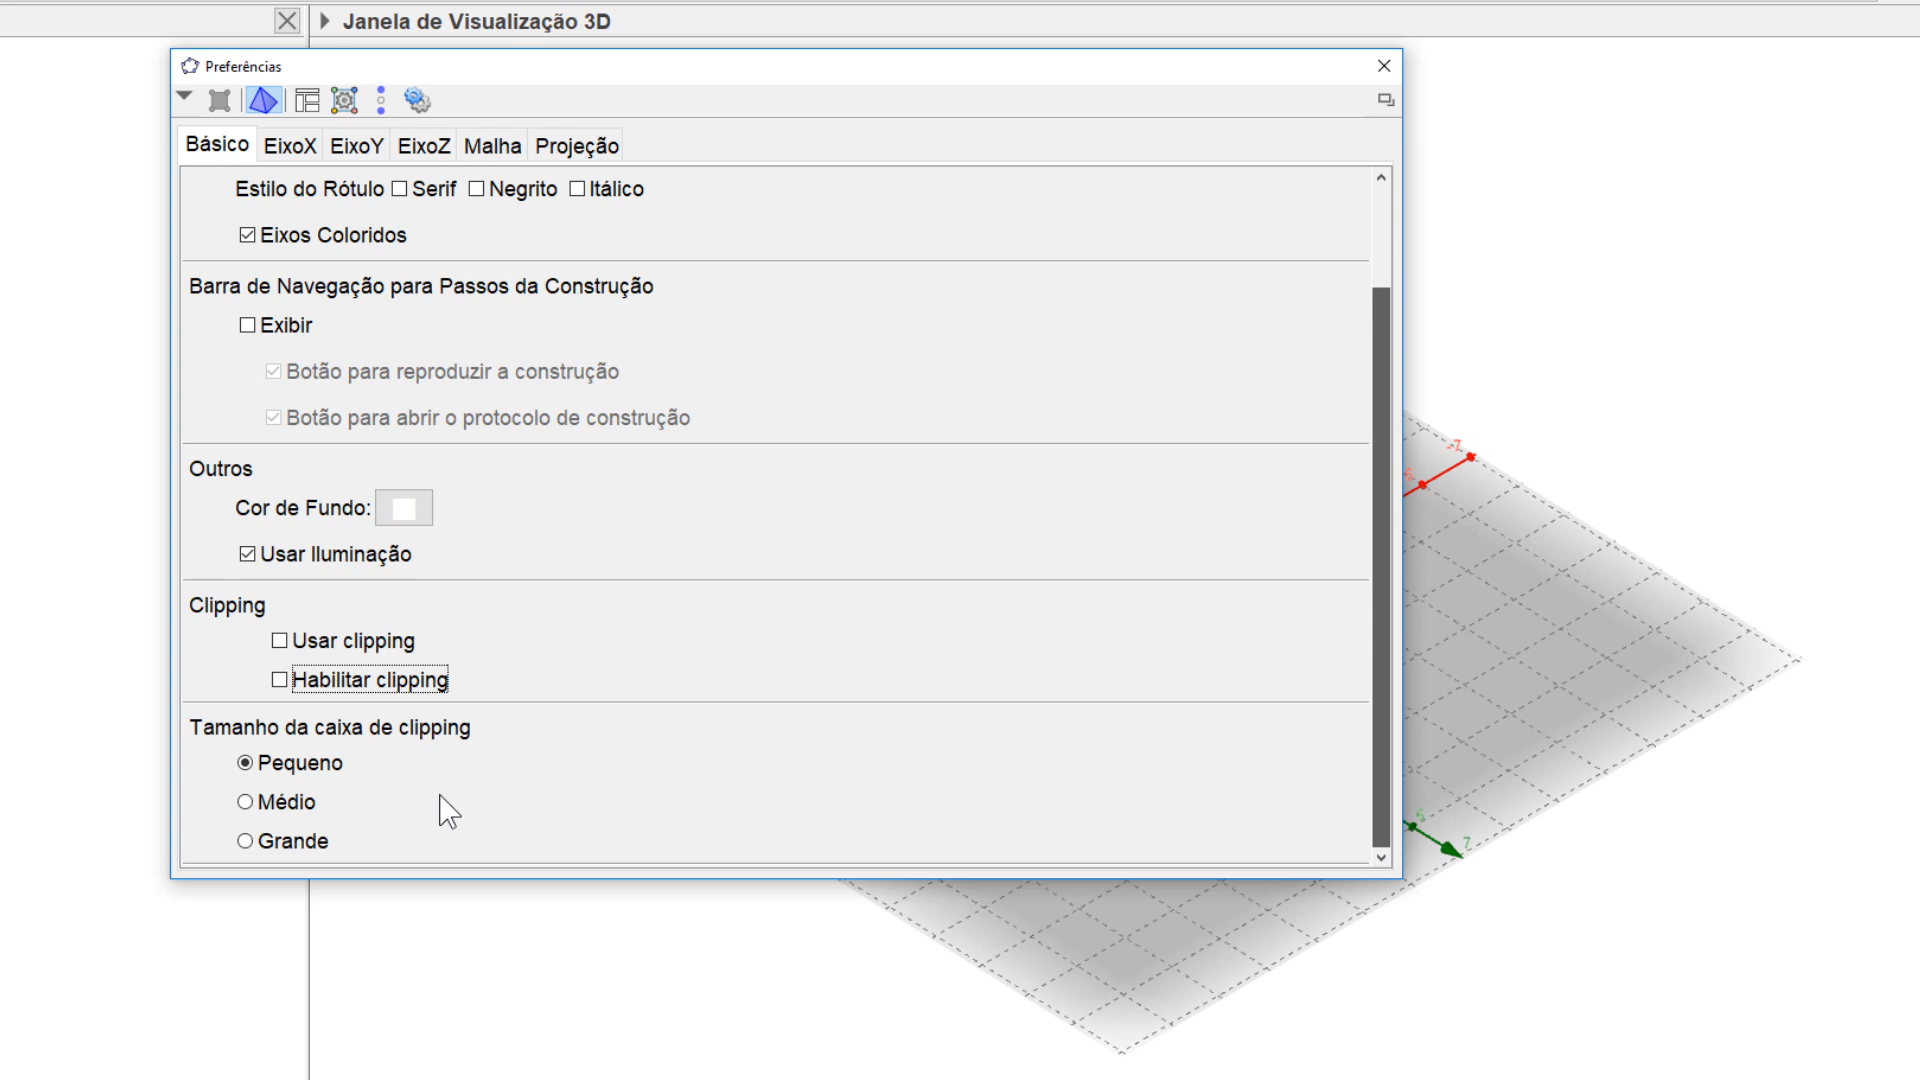 Janela de Visualização 3D
Preferências
Básico EixoX EixoY EixoZ Malha Projeção
Estilo do Rótulo Serif Negrito Itálico
Eixos Coloridos
Barra de Navegação para Passos da Construção
Exibir
Botão para reproduzir a construção
Botão para abrir o protocolo de construção
Outros
Cor de Fundo:
Usar Iluminação
Clipping
Usar clipping
Habilitar clipping
Tamanho da caixa de clipping
Pequeno
Médio
Grande
7